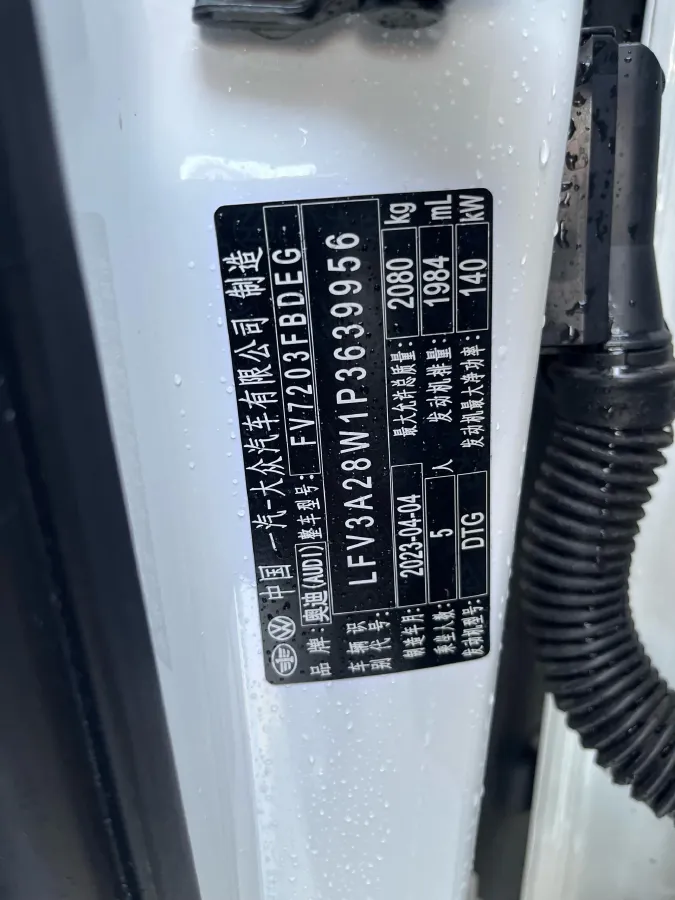 中国 一汽-大众汽车有限公司 制造
品 牌: 奥迪(AUDI) 整车型号: FV7203FBDEG
车辆识别代号: LFV3A28W1P3639956
制造年月: 2023-04-04 最大允许总质量: 2080 kg
乘坐人数: 5 人 发动机排量: 1984 mL
发动机型号: DTG 发动机最大净功率: 140 kW